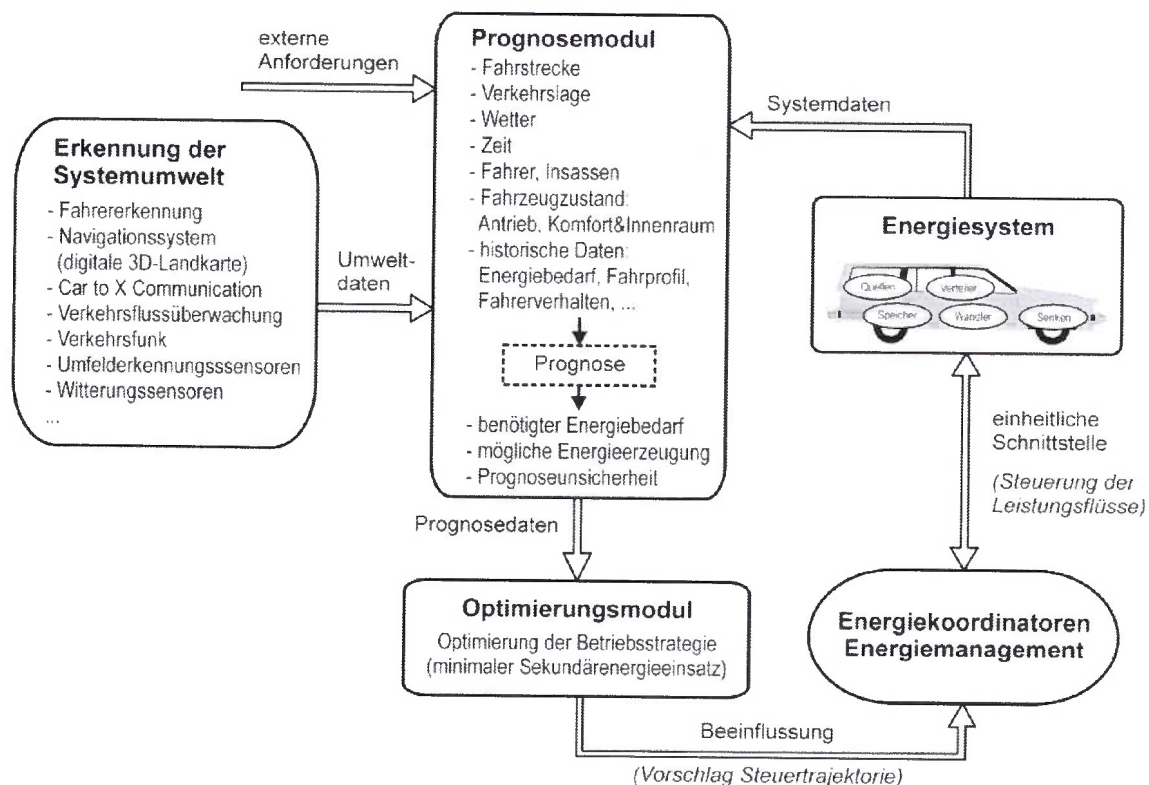 externe
Anforderungen
Erkennung der
Systemumwelt
- Fahrererkennung
- Navigationssystem
(digitale 3D-Landkarte)
- Car to X Communication
- Verkehrsflussüberwachung
- Verkehrsfunk
- Umfelderkennungsssensoren
- Witterungssensoren
...
Umwelt-
daten
Prognosemodul
- Fahrstrecke
- Verkehrslage
- Wetter
- Zeit
- Fahrer, Insassen
- Fahrzeugzustand:
Antrieb, Komfort&Innenraum
- historische Daten:
Energiebedarf, Fahrprofil,
Fahrerverhalten, ...
Prognose
- benötigter Energiebedarf
- mögliche Energieerzeugung
- Prognoseunsicherheit
Systemdaten
Energiesystem
Quellen
Verteiler
Speicher
Wandler
Senken
einheitliche
Schnittstelle
(Steuerung der
Leistungsflüsse)
Prognosedaten
Optimierungsmodul
Optimierung der Betriebsstrategie
(minimaler Sekundärenergieeinsatz)
Energiekoordinatoren
Energiemanagement
Beeinflussung
(Vorschlag Steuertrajektorie)